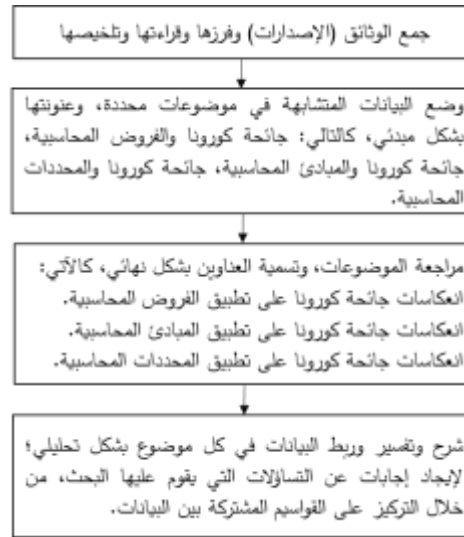 جمع الوثائق (الإصدارات) وفرزها وقراءتها وتلخيصها
وضع البيانات المتشابهة في موضوعات محددة، وعنونتها
بشكل مبدئي، كالتالي: جائحة كورونا والفروض المحاسبية،
جائحة كورونا والمبادئ المحاسبية، جائحة كورونا والمحددات
المحاسبية.
مراجعة الموضوعات، وتسمية العناوين بشكل نهائي، كالآتي:
انعكاسات جائحة كورونا على تطبيق الفروض المحاسبية.
انعكاسات جائحة كورونا على تطبيق المبادئ المحاسبية.
انعكاسات جائحة كورونا على تطبيق المحددات المحاسبية.
شرح وتفسير وربط البيانات في كل موضوع بشكل تحليلي؛
لإيجاد إجابات عن التساؤلات التي يقوم عليها البحث، من
خلال التركيز على القواسيم المشتركة بين البيانات.